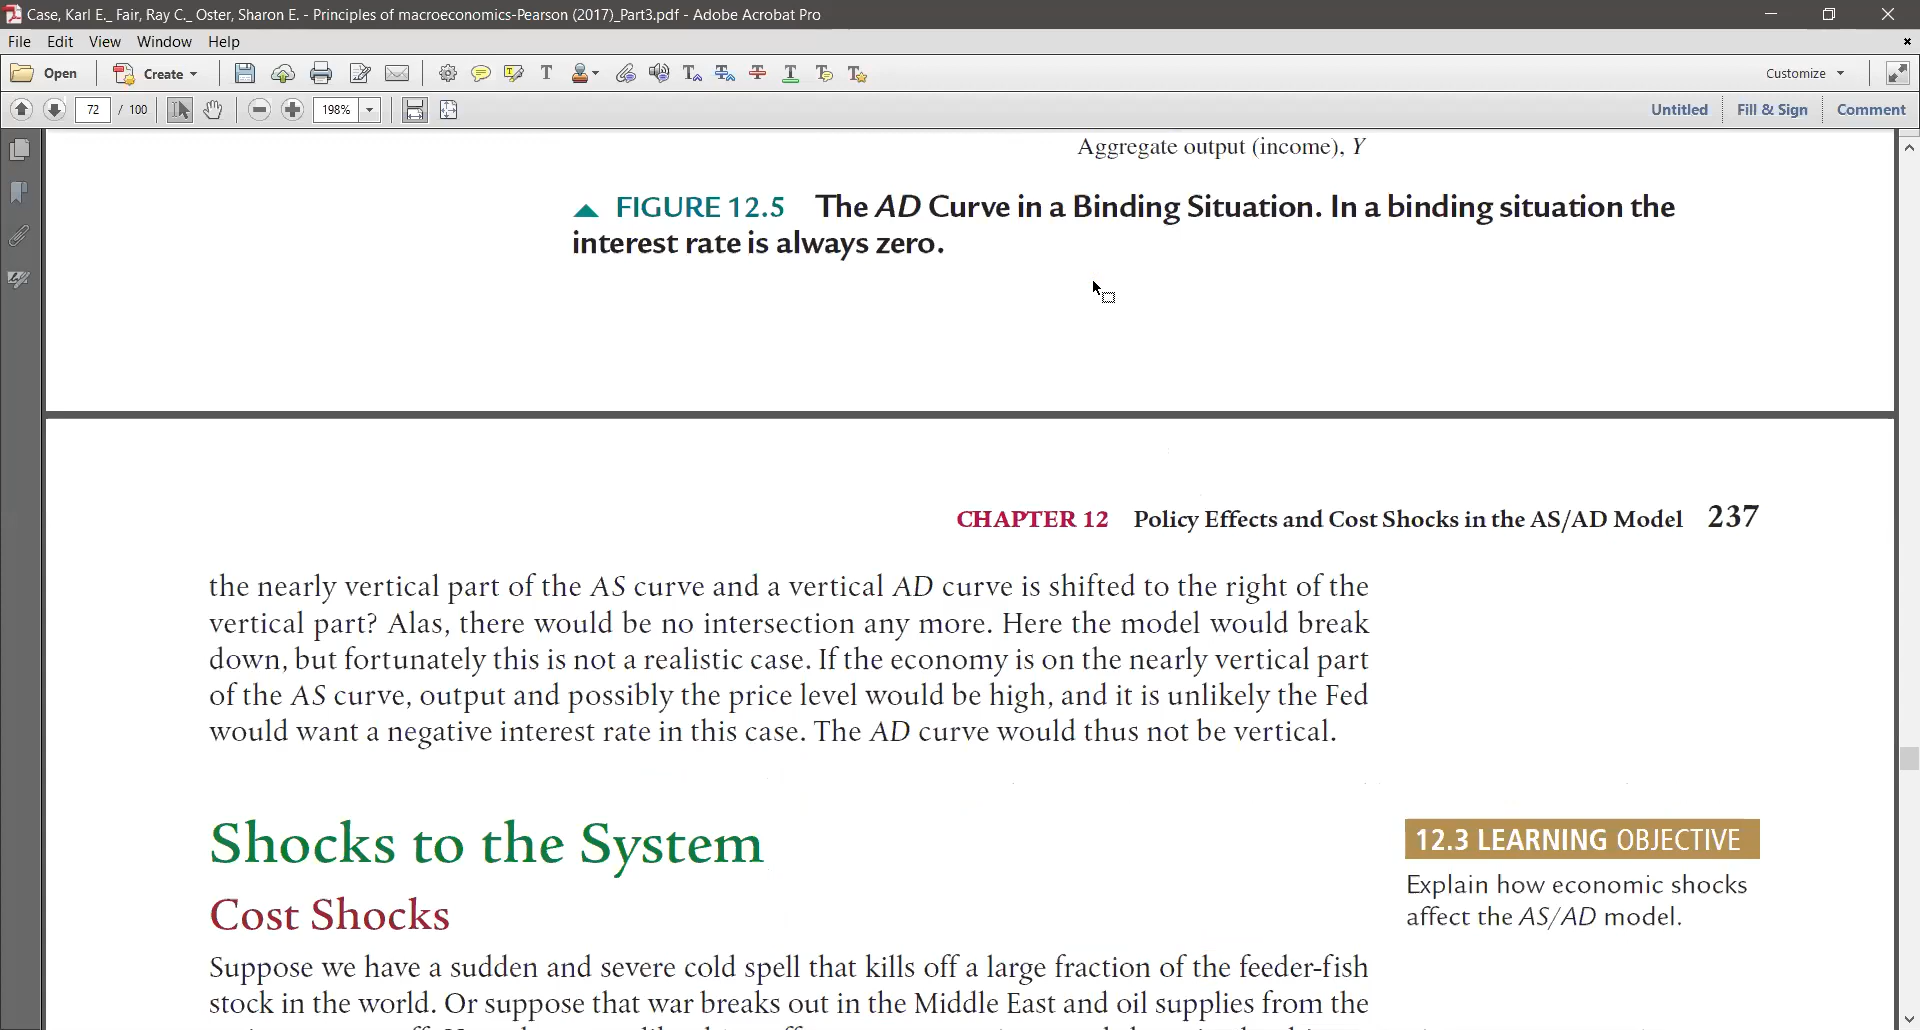 Case, Karl E._ Fair, Ray C._ Oster, Sharon E. - Principles of macroeconomics-Pearson (2017)_Part3.pdf - Adobe Acrobat Pro
File Edit View Window Help
Open Create Customize
72 / 100 198% Untitled Fill & Sign Comment
Aggregate output (income), Y
FIGURE 12.5 The AD Curve in a Binding Situation. In a binding situation the
interest rate is always zero.
CHAPTER 12 Policy Effects and Cost Shocks in the AS/AD Model 237
the nearly vertical part of the AS curve and a vertical AD curve is shifted to the right of the
vertical part? Alas, there would be no intersection any more. Here the model would break
down, but fortunately this is not a realistic case. If the economy is on the nearly vertical part
of the AS curve, output and possibly the price level would be high, and it is unlikely the Fed
would want a negative interest rate in this case. The AD curve would thus not be vertical.
Shocks to the System
12.3 LEARNING OBJECTIVE
Explain how economic shocks
affect the AS/AD model.
Cost Shocks
Suppose we have a sudden and severe cold spell that kills off a large fraction of the feeder-fish
stock in the world. Or suppose that war breaks out in the Middle East and oil supplies from the